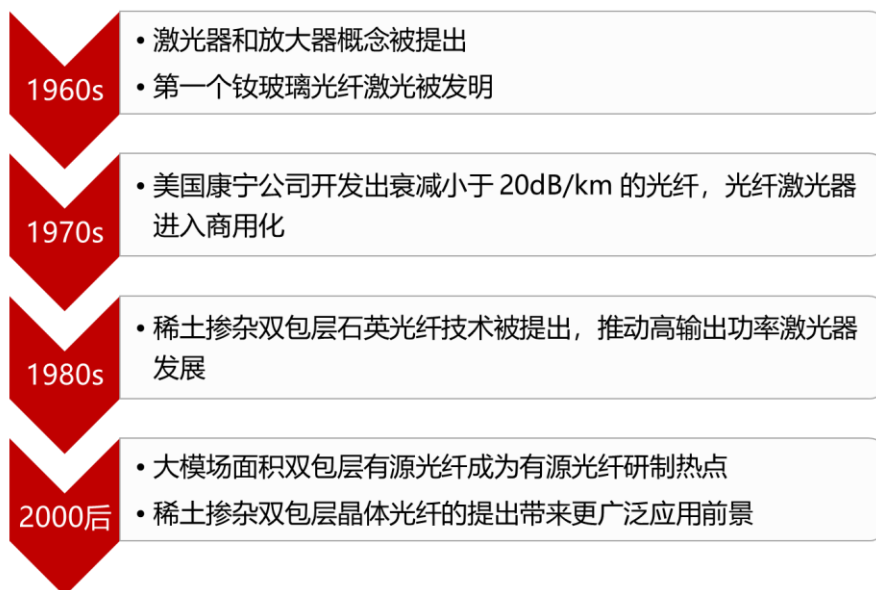 1960s
• 激光器和放大器概念被提出
• 第一个钕玻璃光纤激光被发明
1970s
• 美国康宁公司开发出衰减小于 20dB/km 的光纤，光纤激光器
进入商用化
1980s
• 稀土掺杂双包层石英光纤技术被提出，推动高输出功率激光器
发展
2000后
• 大模场面积双包层有源光纤成为有源光纤研制热点
• 稀土掺杂双包层晶体光纤的提出带来更广泛应用前景